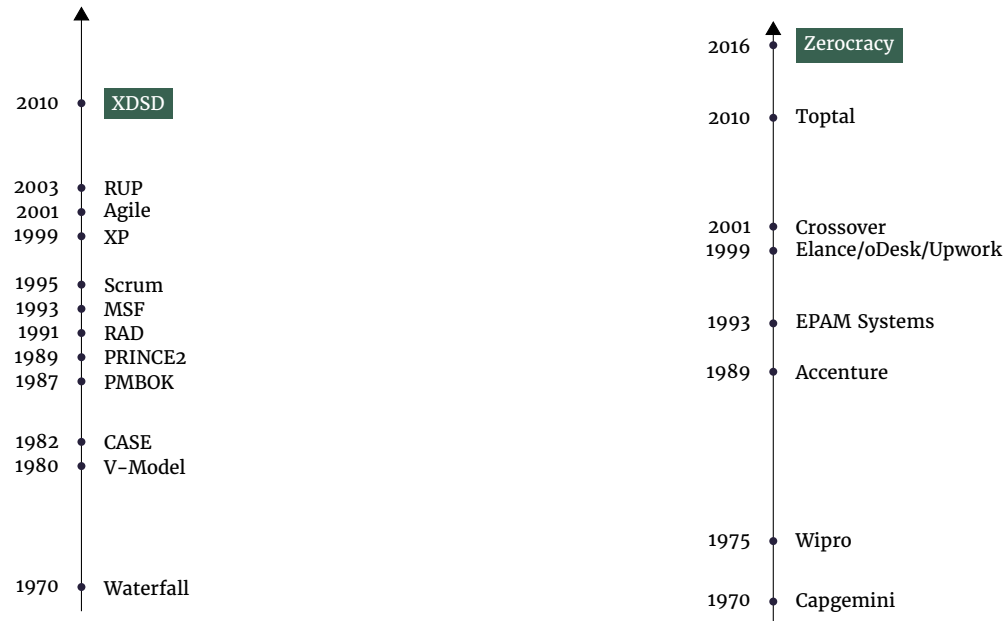 2010 XDSD
2003 RUP
2001 Agile
1999 XP
1995 Scrum
1993 MSF
1991 RAD
1989 PRINCE2
1987 PMBOK
1982 CASE
1980 V-Model
1970 Waterfall
2016 Zerocracy
2010 Toptal
2001 Crossover
1999 Elance/oDesk/Upwork
1993 EPAM Systems
1989 Accenture
1975 Wipro
1970 Capgemini